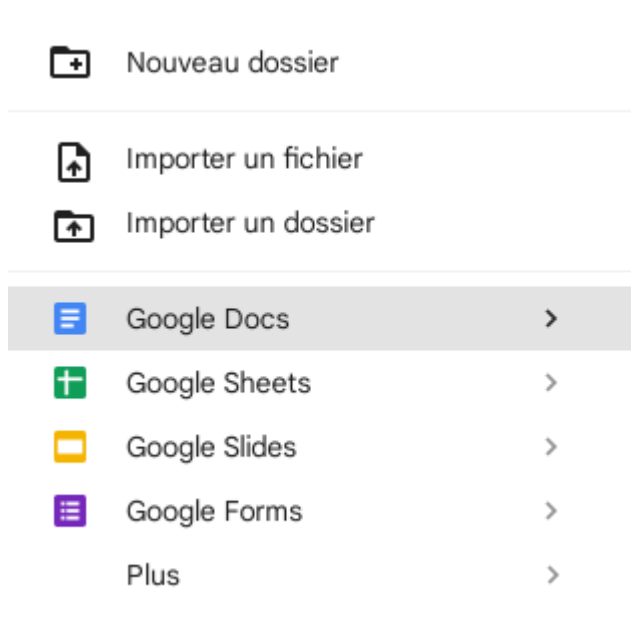 Nouveau dossier
Importer un fichier
Importer un dossier
Google Docs
Google Sheets
Google Slides
Google Forms
Plus